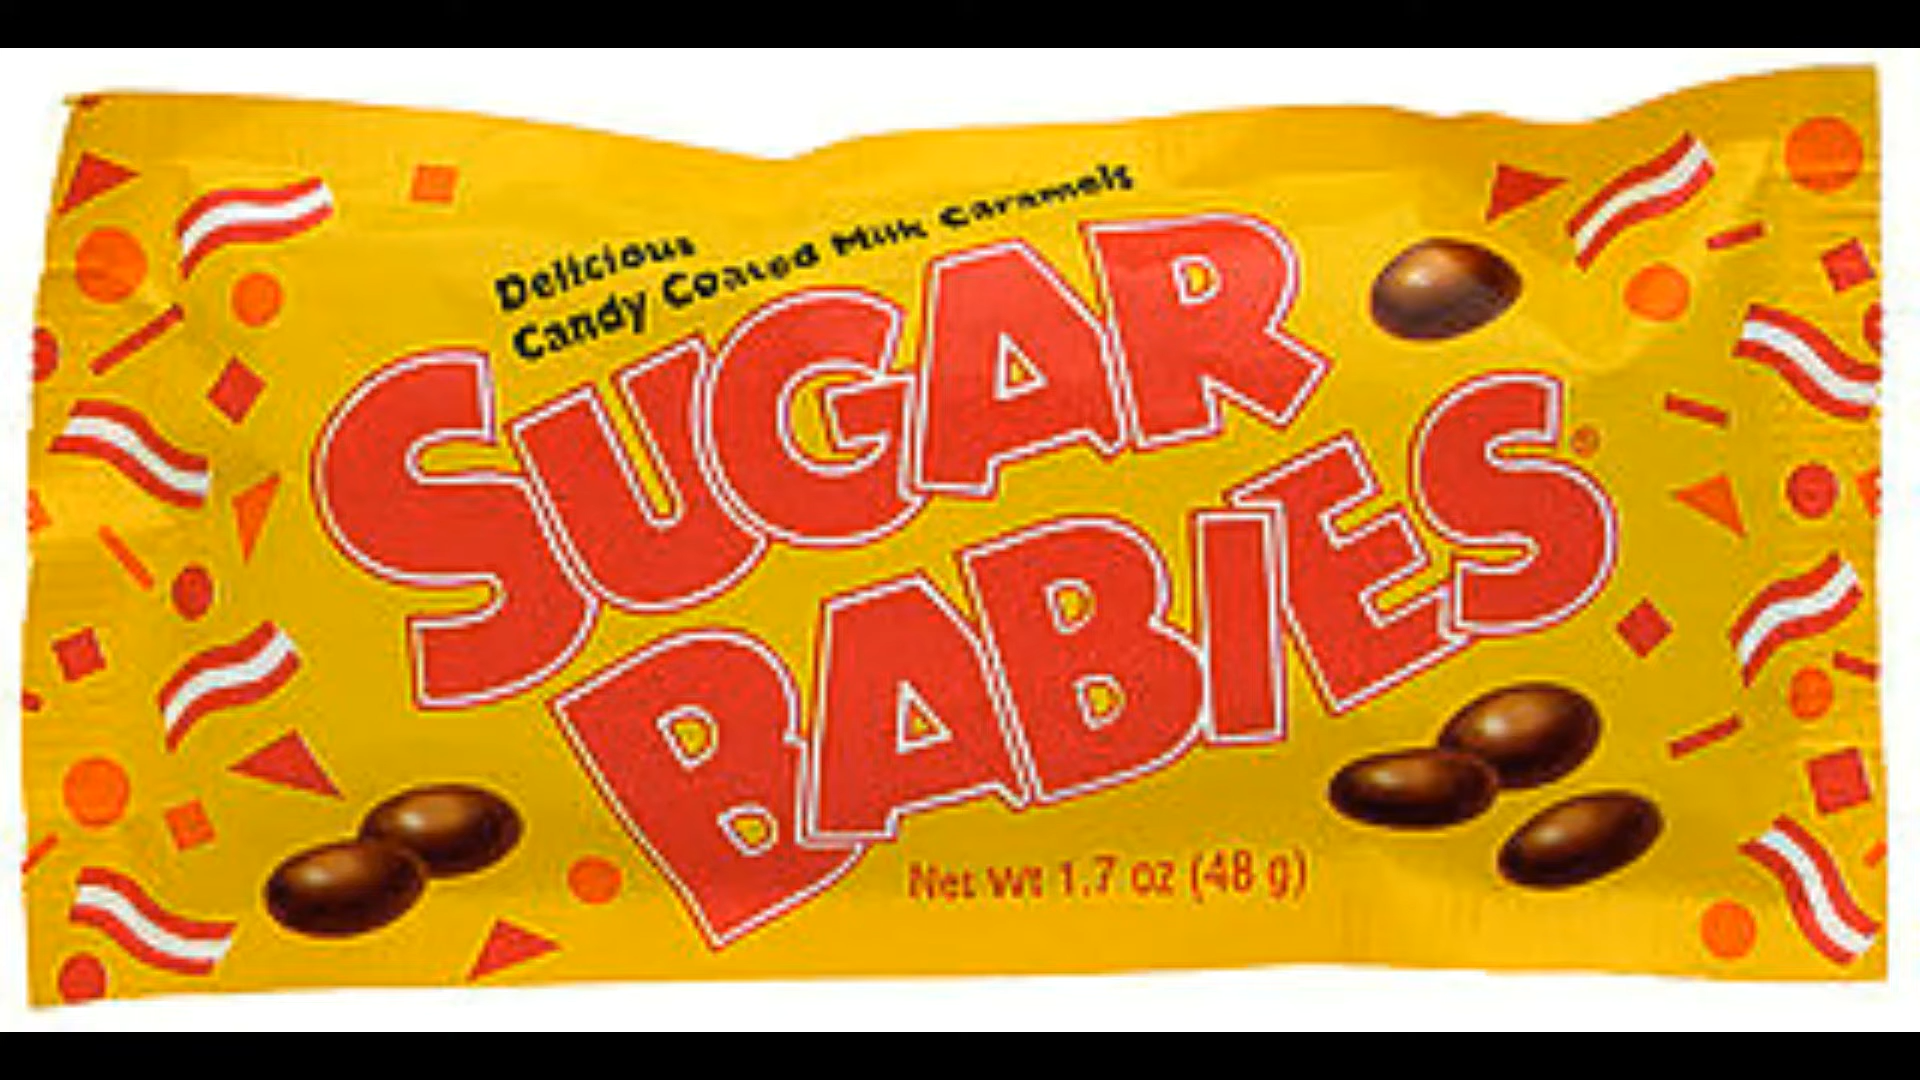 Delicious
Candy Coated Milk Caramels
SUGAR
BABIES®
Net Wt 1.7 oz (48 g)